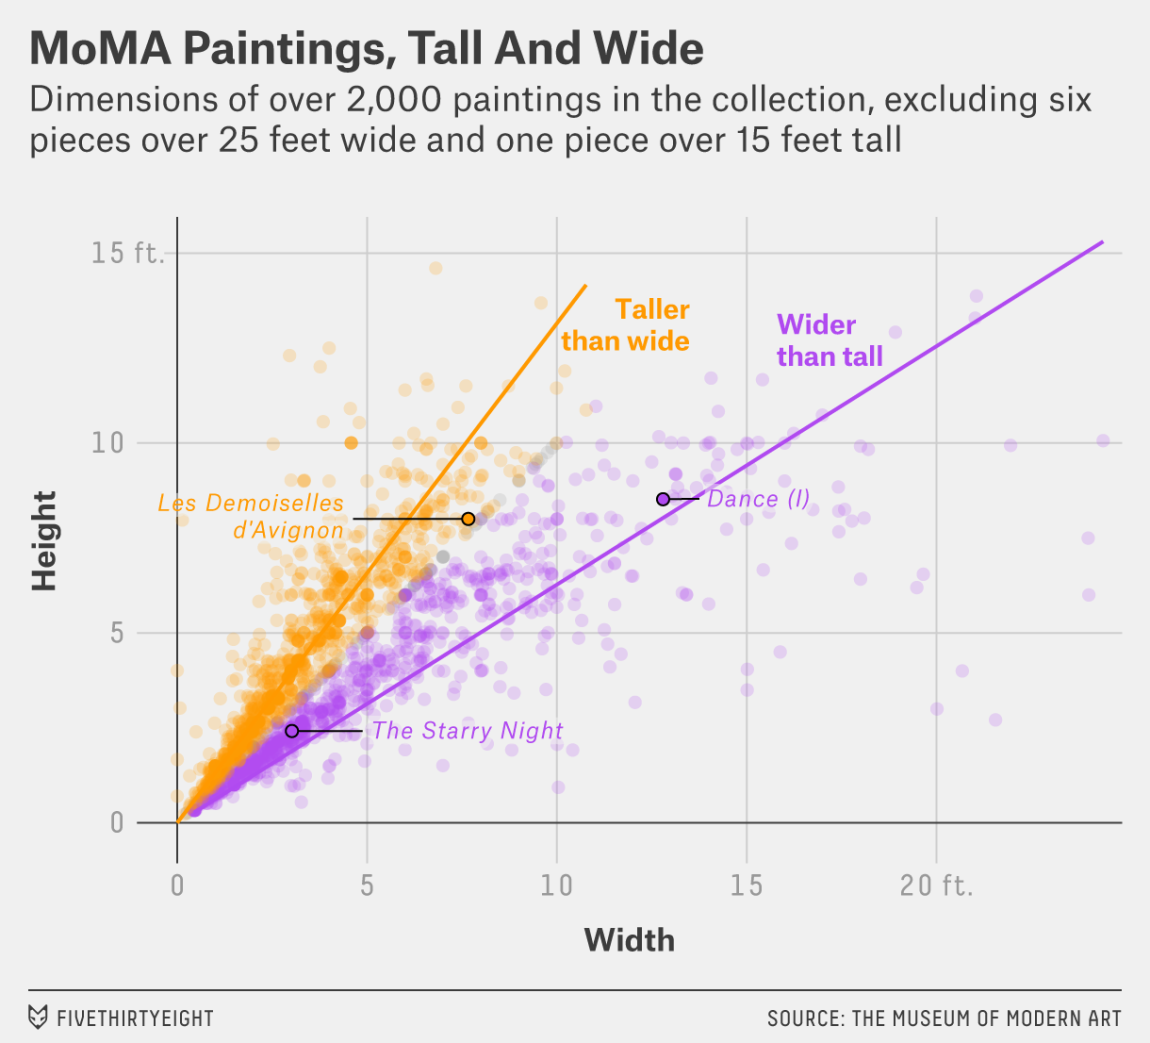 MoMA Paintings, Tall And Wide
Dimensions of over 2,000 paintings in the collection, excluding six
pieces over 25 feet wide and one piece over 15 feet tall
15 ft.
Taller
than wide
Wider
than tall
10
Les Demoiselles
d'Avignon
Dance (I)
Height
5
The Starry Night
0
0
5
10
15
20 ft.
Width
FIVETHIRTYEIGHT
SOURCE: THE MUSEUM OF MODERN ART